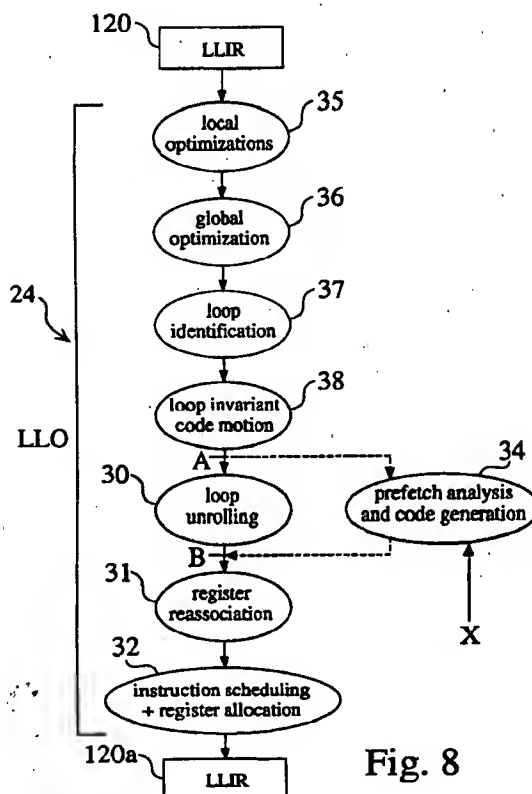 120
LLIR
35
local
optimizations
36
global
optimization
24
37
loop
identification
38
loop invariant
code motion
LLO
A
34
30
loop
unrolling
prefetch analysis
and code generation
B
31
register
reassociation
X
32
instruction scheduling
+ register allocation
120a
LLIR
Fig. 8